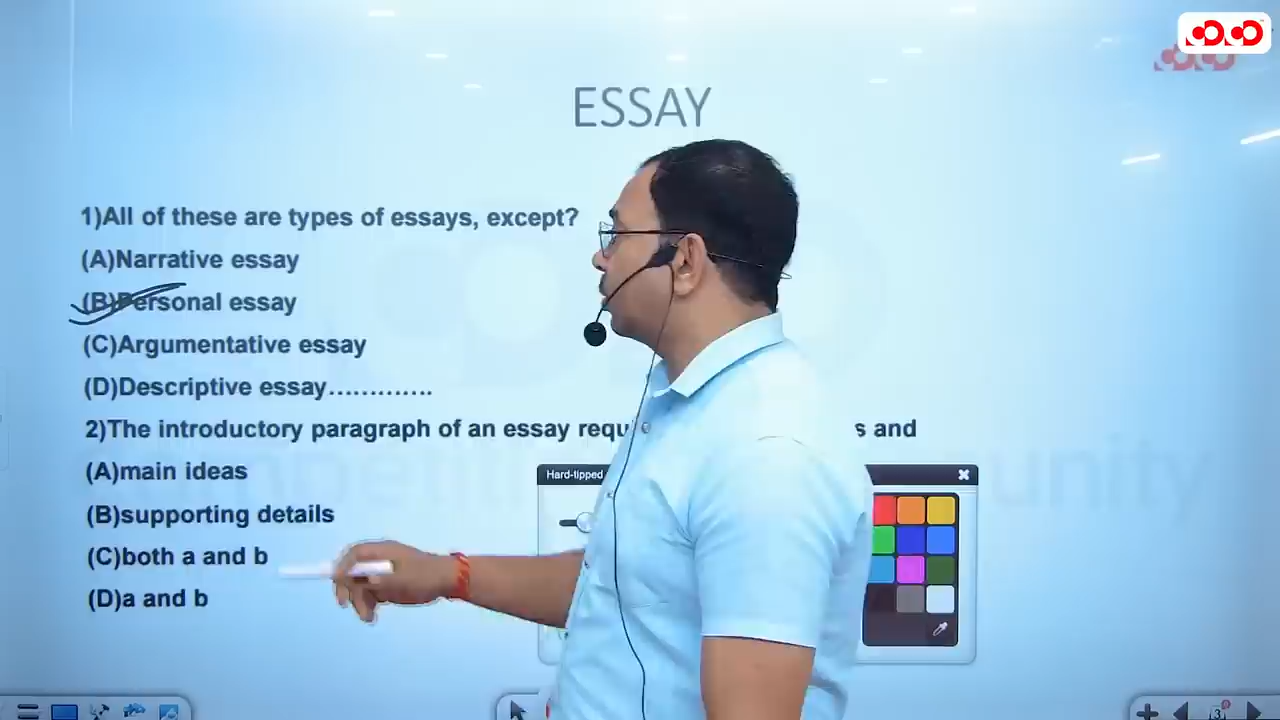 ESSAY
1)All of these are types of essays, except?
(A)Narrative essay
(B)Personal essay
(C)Argumentative essay
(D)Descriptive essay………….
2)The introductory paragraph of an essay s and
(A)main ideas
Hard-tipped
(B)supporting details
(C)both a and b
(D)a and b
3